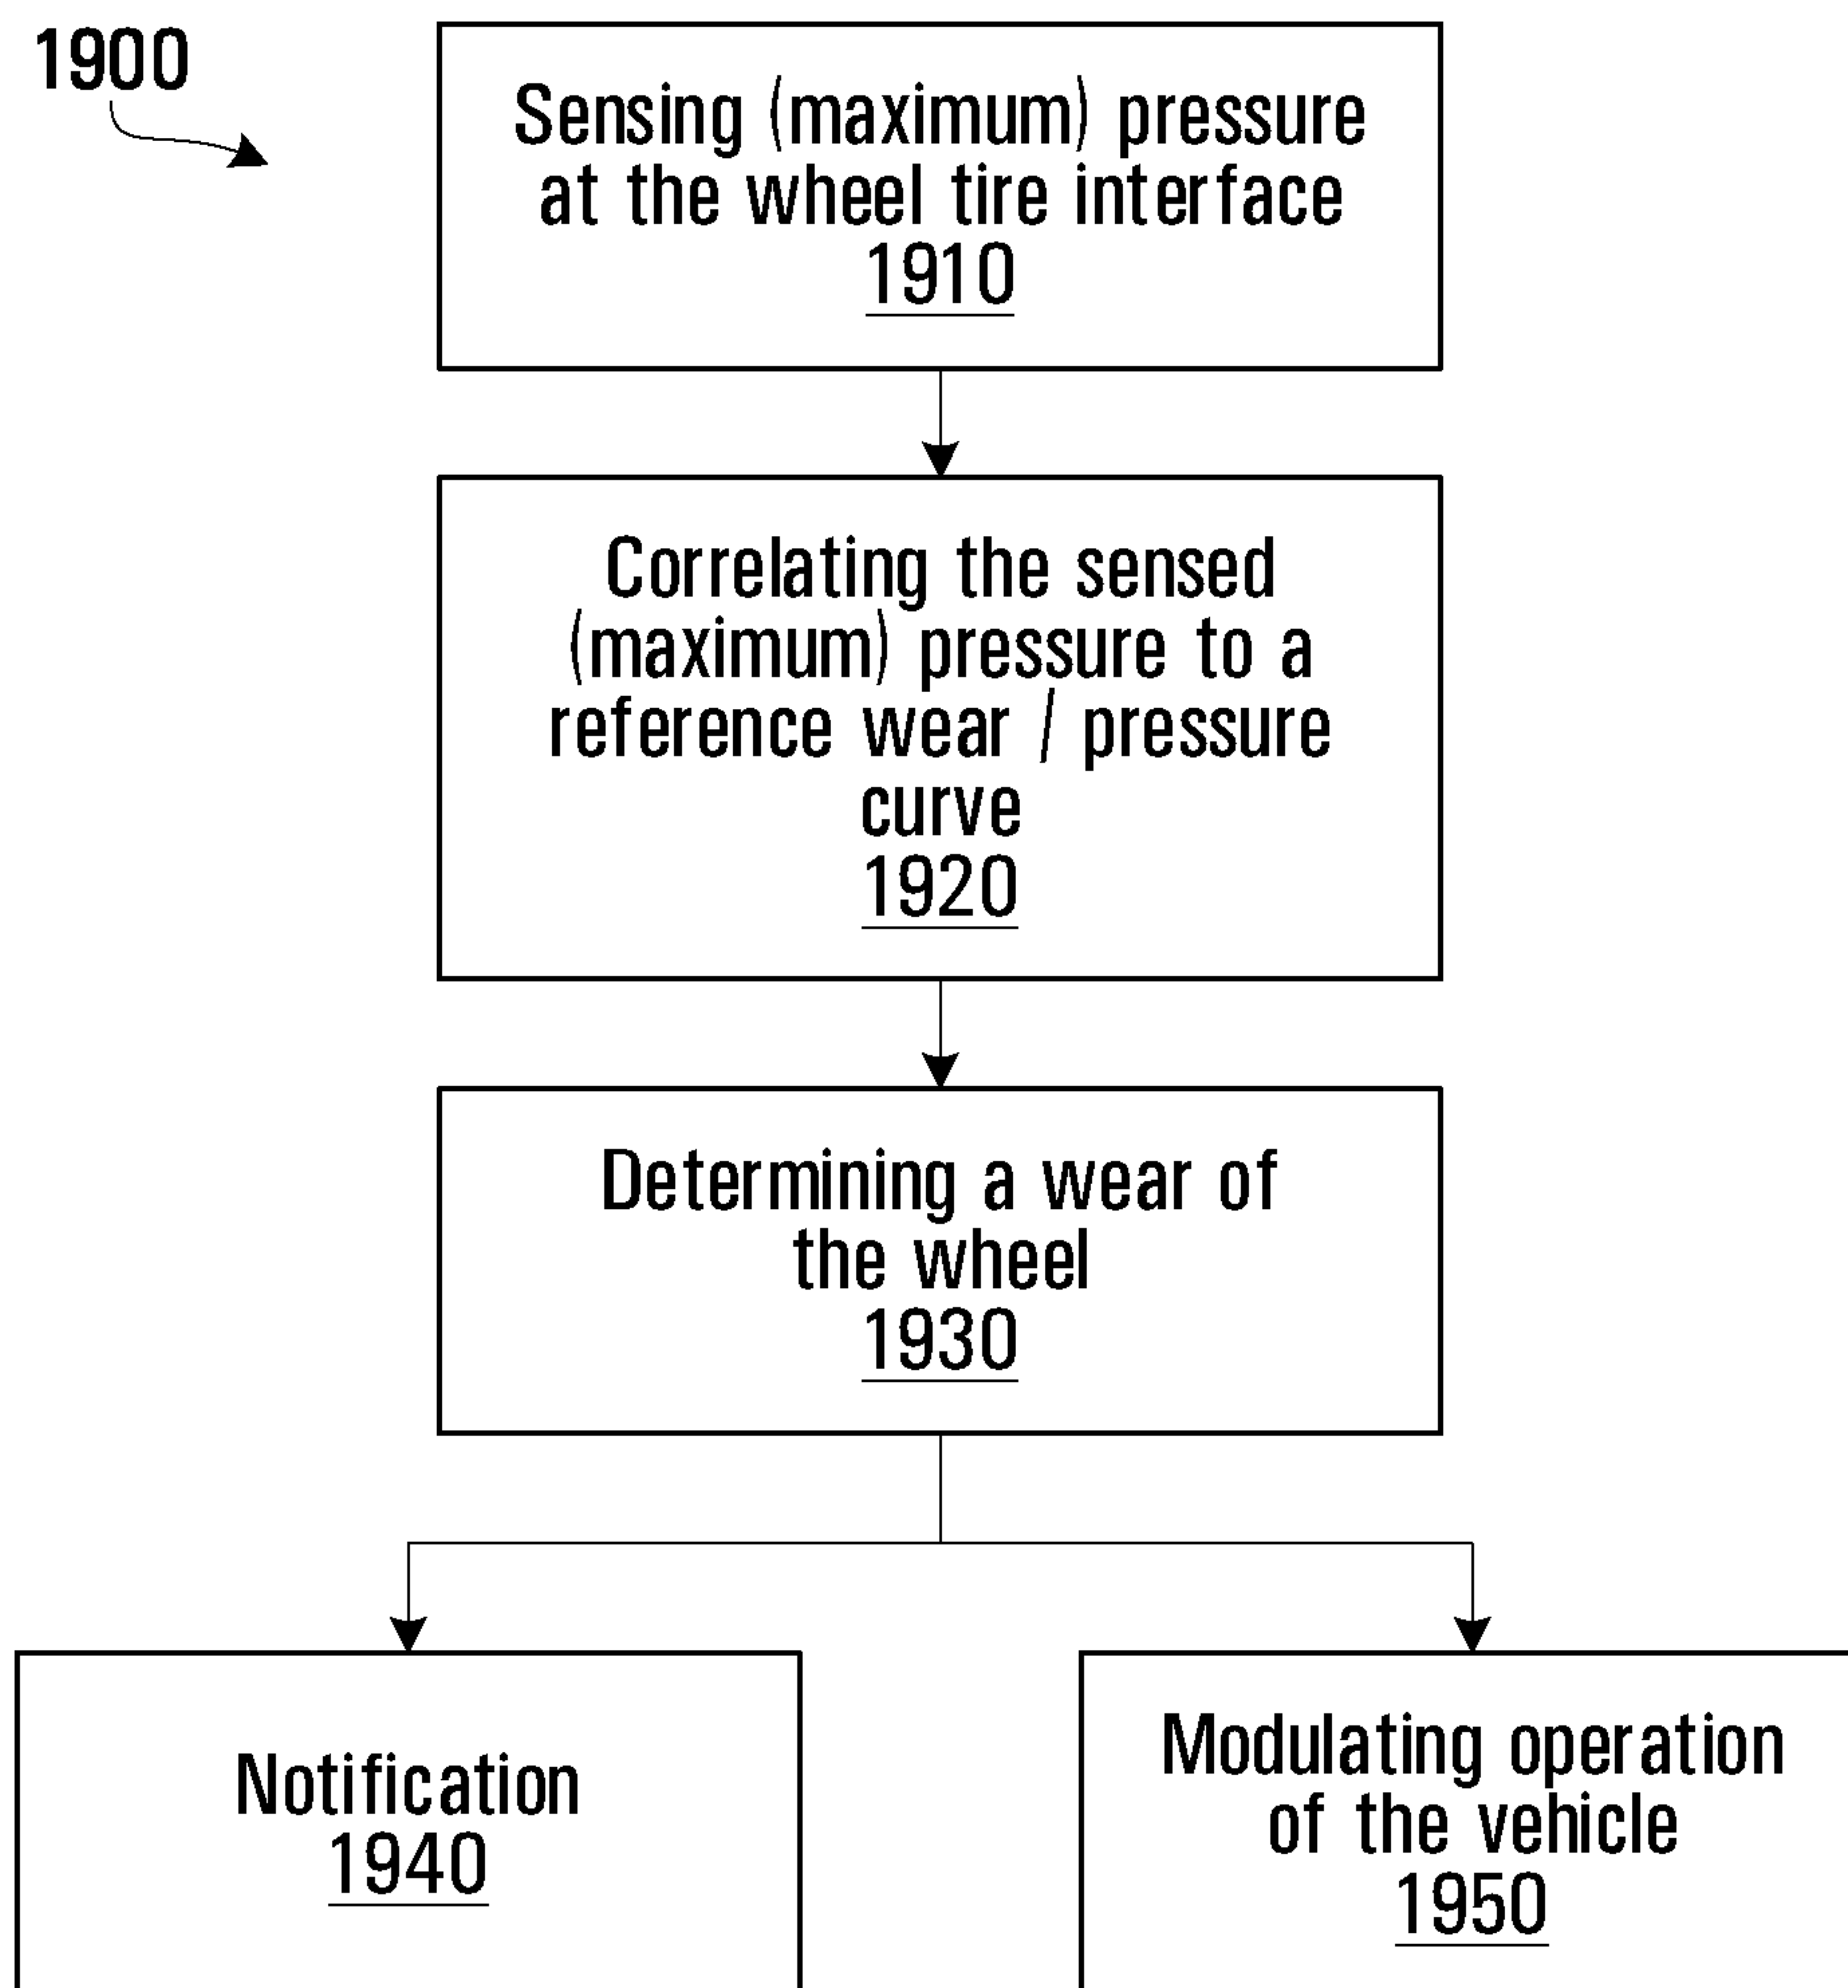 1900
Sensing (maximum) pressure
at the wheel tire interface
1910
Correlating the sensed
(maximum) pressure to a
reference wear / pressure
curve
1920
Determining a wear of
the wheel
1930
Notification
1940
Modulating operation
of the vehicle
1950